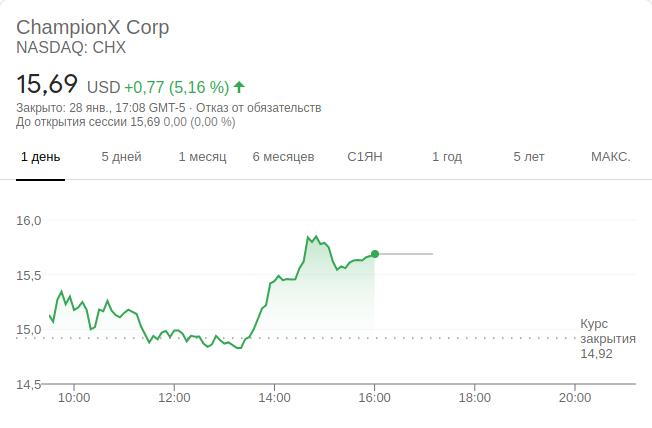 ChampionX Corp
NASDAQ: CHX
15,69 USD +0,77 (5,16 %)
Закрыто: 28 янв., 17:08 GMT-5 · Отказ от обязательств
До открытия сессии 15,69 0,00 (0,00 %)
1 день 5 дней 1 месяц 6 месяцев С1ЯН 1 год 5 лет МАКС.
16,0
15,5
15,0
Курс
закрытия
14,92
14,5
10:00 12:00 14:00 16:00 18:00 20:00